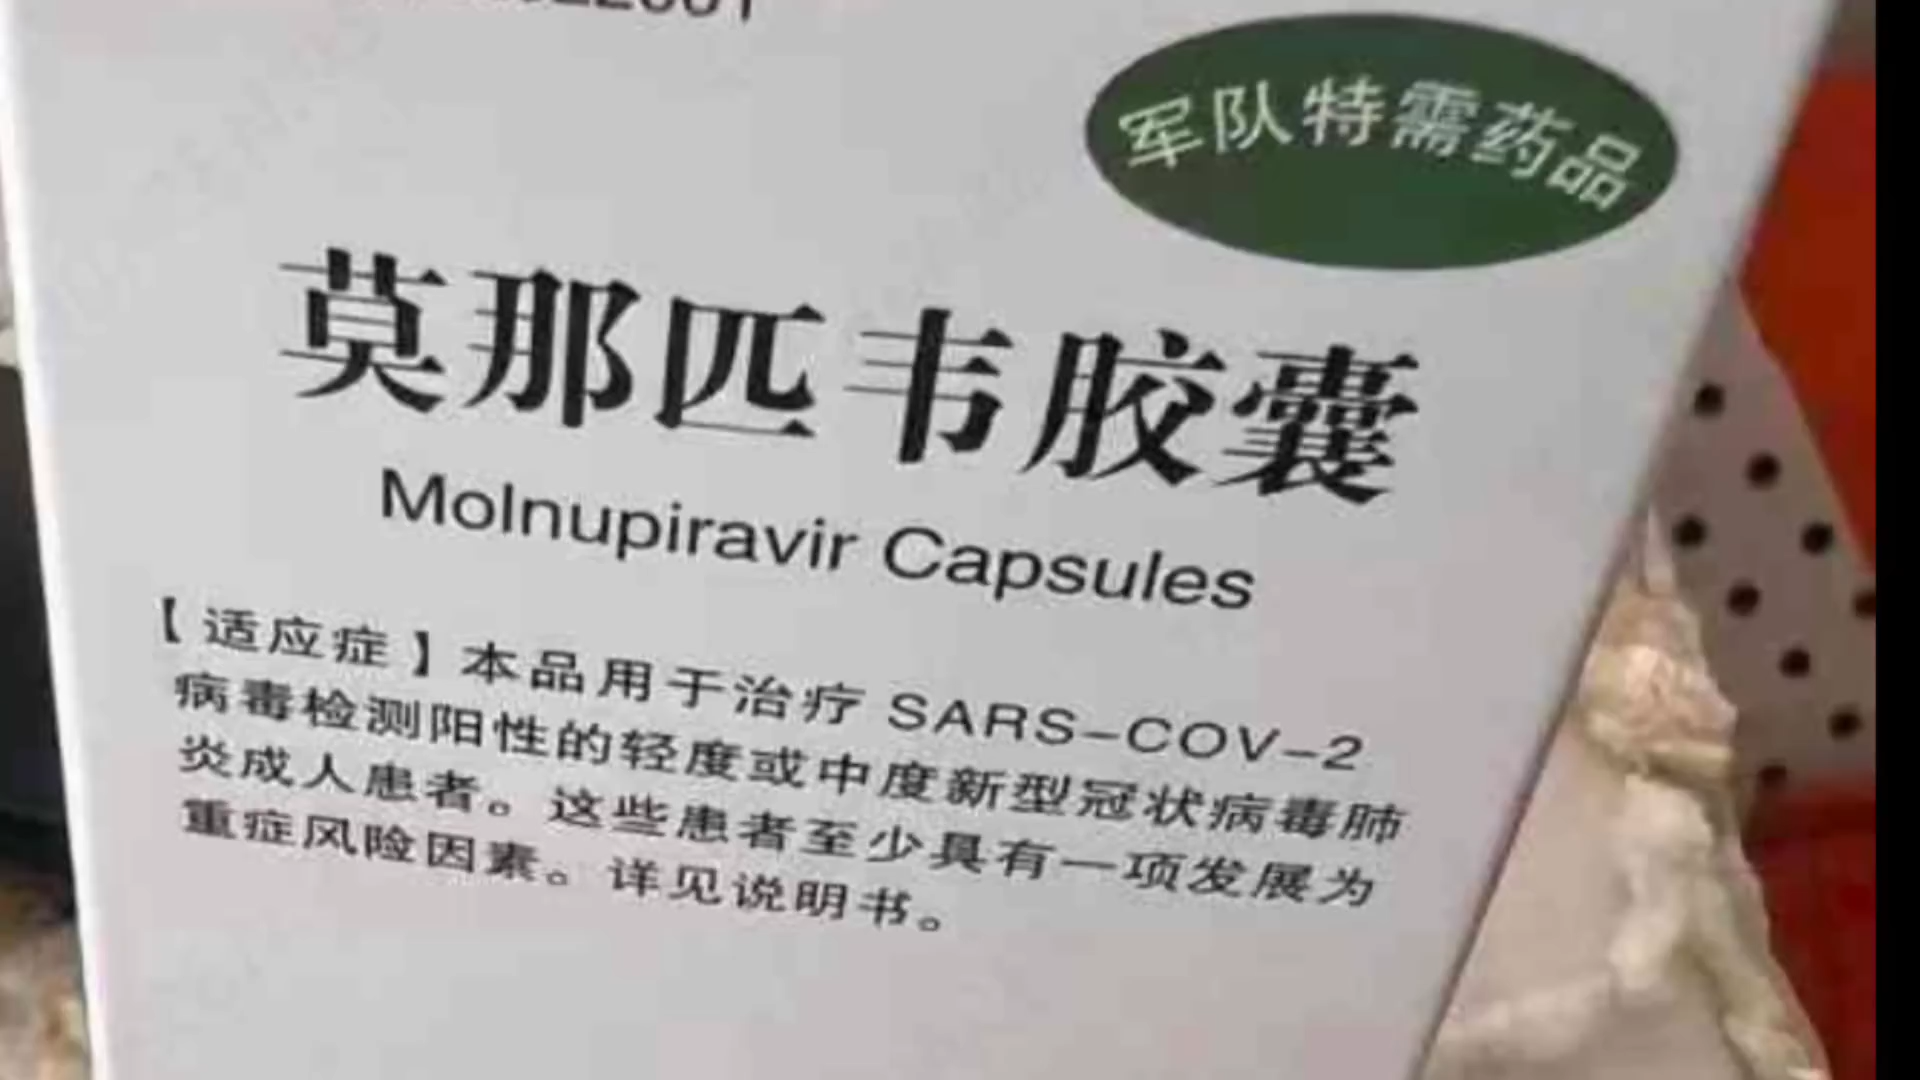 军队特需药品
莫那匹韦胶囊
Molnupiravir Capsules
【适应症】本品用于治疗 SARS-COV-2
病毒检测阳性的轻度或中度新型冠状病毒肺
炎成人患者。这些患者至少具有一项发展为
重症风险因素。详见说明书。